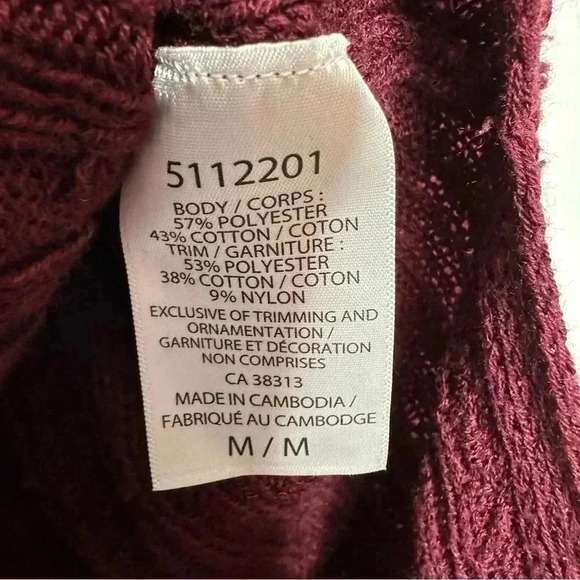 5112201
BODY / CORPS :
57% POLYESTER
43% COTTON / COTON
TRIM / GARNITURE :
53% POLYESTER
38% COTTON / COTON
9% NYLON
EXCLUSIVE OF TRIMMING AND
ORNAMENTATION /
GARNITURE ET DÉCORATION
NON COMPRISES
CA 38313
MADE IN CAMBODIA /
FABRIQUÉ AU CAMBODGE
M / M